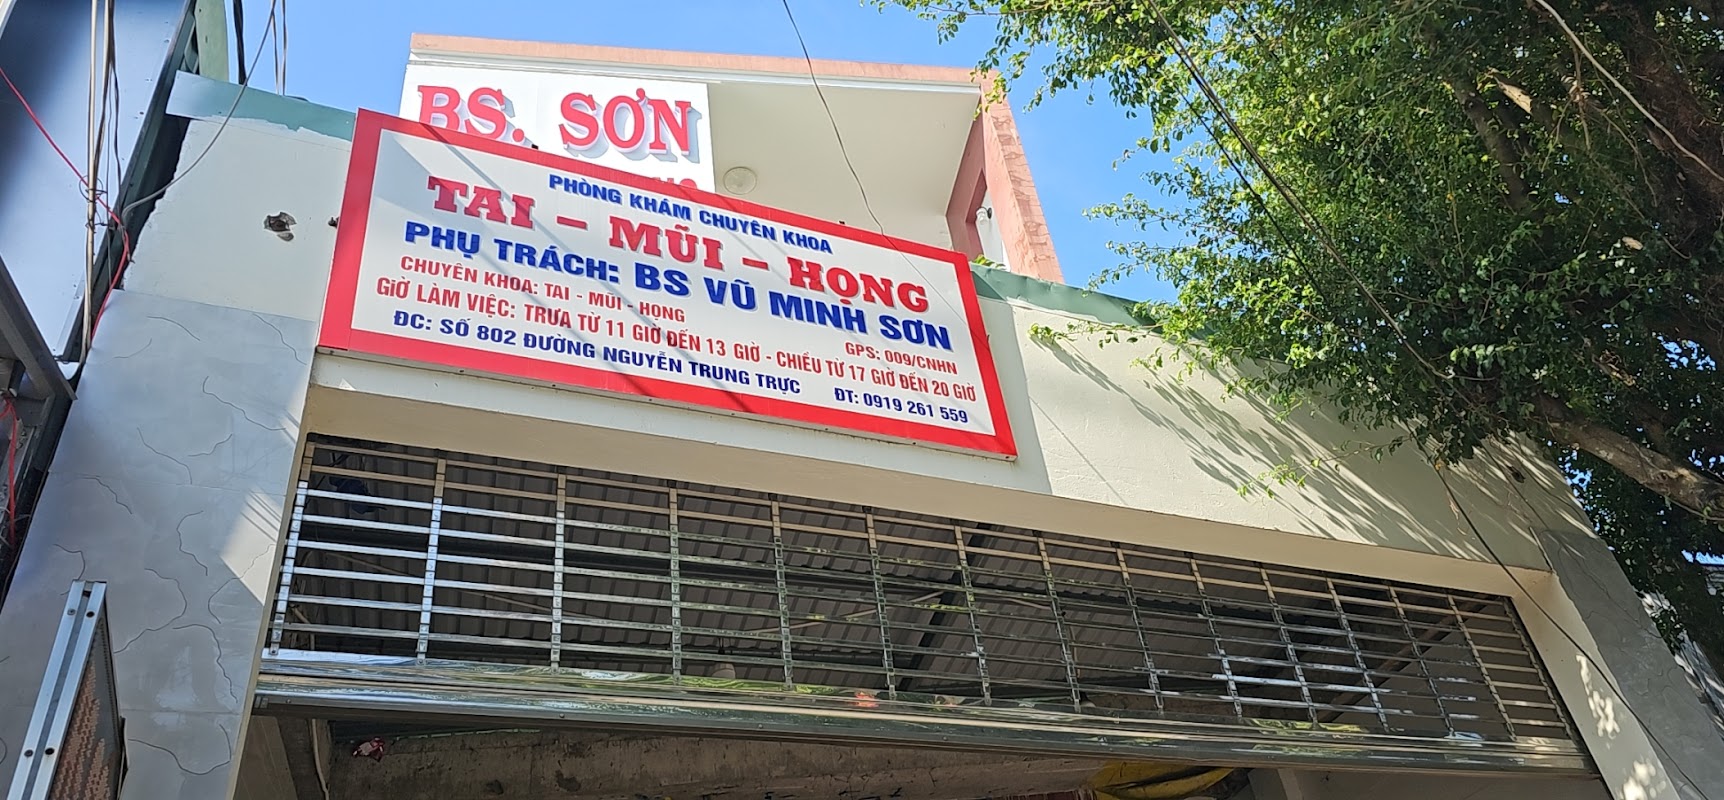 BS. SƠN
PHÒNG KHÁM CHUYÊN KHOA
TAI - MŨI - HỌNG
PHỤ TRÁCH: BS VŨ MINH SƠN
CHUYÊN KHOA: TAI - MŨI - HỌNG
GPS: 009/CNHN
GIỜ LÀM VIỆC: TRƯA TỪ 11 GIỜ ĐẾN 13 GIỜ - CHIỀU TỪ 17 GIỜ ĐẾN 20 GIỜ
ĐC: SỐ 802 ĐƯỜNG NGUYỄN TRUNG TRỰC ĐT: 0919 261 559